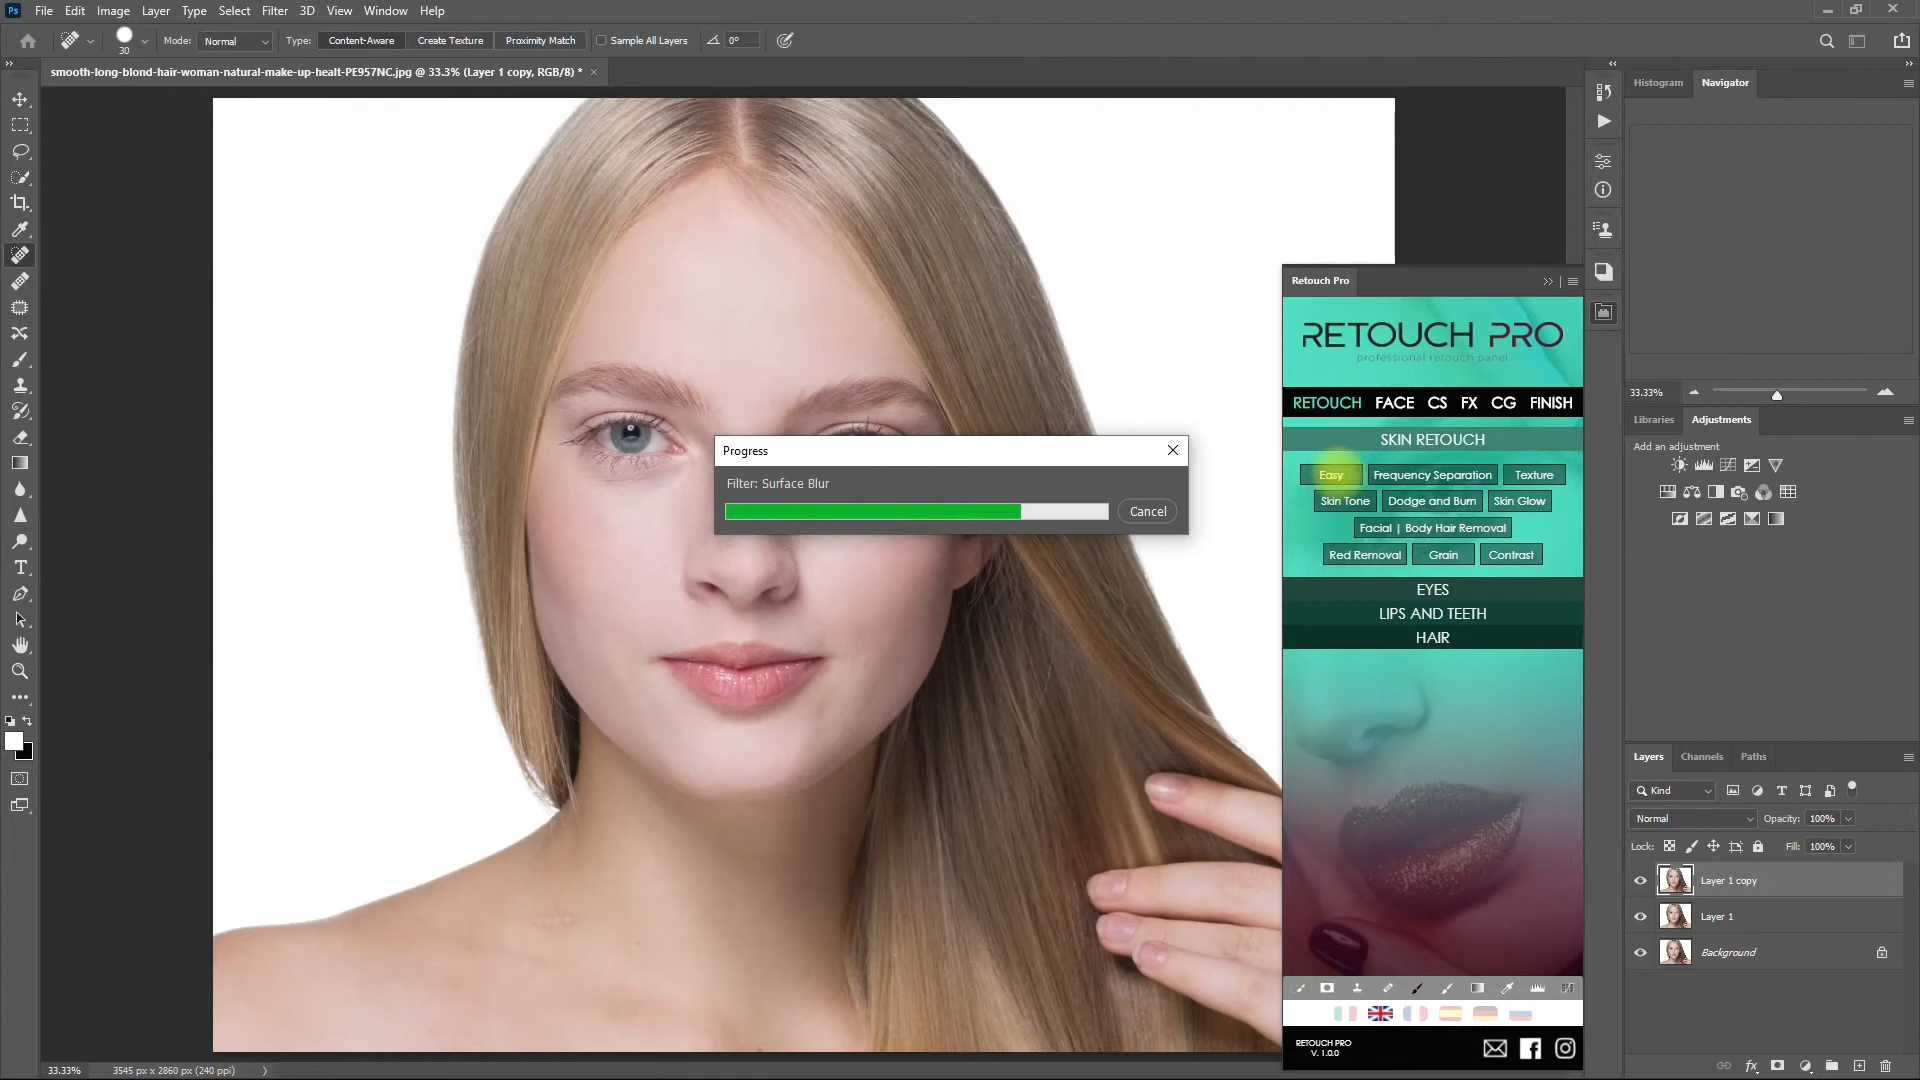 Ps File Edit Image Layer Type Select Filter 3D View Window Help
30 Mode: Normal Type: Content-Aware Create Texture Proximity Match Sample All Layers 0°
smooth-long-blond-hair-woman-natural-make-up-healt-PE957NC.jpg @ 33.3% (Layer 1 copy, RGB/8) *
Histogram Navigator
33.33%
Libraries Adjustments
Add an adjustment
Retouch Pro
RETOUCH PRO
professional retouch panel
RETOUCH FACE CS FX CG FINISH
SKIN RETOUCH
Easy Frequency Separation Texture
Skin Tone Dodge and Burn Skin Glow
Facial | Body Hair Removal
Red Removal Grain Contrast
EYES
LIPS AND TEETH
HAIR
Progress
Filter: Surface Blur
Cancel
Layers Channels Paths
Kind
Normal Opacity: 100%
Lock: Fill: 100%
Layer 1 copy
Layer 1
Background
RETOUCH PRO
V. 1.0.0
33.33% 3545 px x 2860 px (240 ppi)